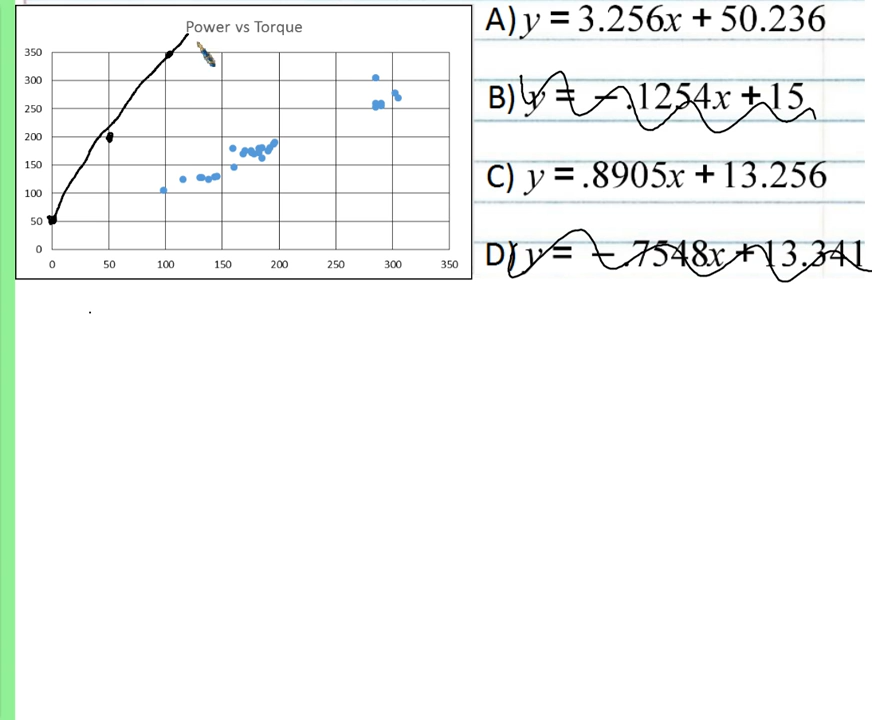 Power vs Torque
350
300
250
200
150
100
50
0
0 50 100 150 200 250 300 350
A) y = 3.256x + 50.236
B) y = -.1254x + 15
C) y = .8905x + 13.256
D) y = -.7548x + 13.341